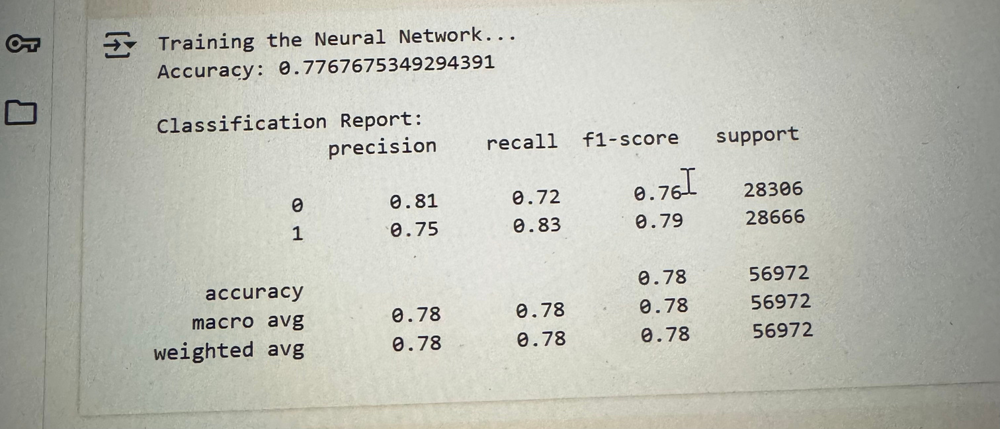 Training the Neural Network...
Accuracy: 0.7767675349294391
Classification Report:
precision recall f1-score support
0 0.81 0.72 0.76 28306
1 0.75 0.83 0.79 28666
accuracy 0.78 56972
macro avg 0.78 0.78 0.78 56972
weighted avg 0.78 0.78 0.78 56972